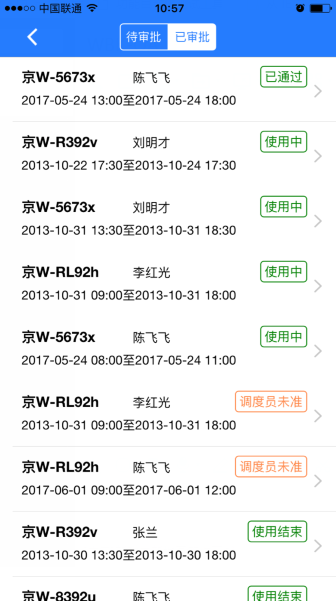 中国联通 10:57
待审批 已审批
京W-5673x 陈飞飞 已通过
2017-05-24 13:00至2017-05-24 18:00
京W-R392v 刘明才 使用中
2013-10-22 17:30至2013-10-24 17:30
京W-5673x 刘明才 使用中
2013-10-31 13:30至2013-10-31 18:30
京W-RL92h 李红光 使用中
2013-10-31 09:00至2013-10-31 18:00
京W-5673x 陈飞飞 使用中
2017-05-24 08:00至2017-05-24 11:00
京W-RL92h 李红光 调度员未准
2013-10-31 09:00至2013-10-31 18:00
京W-RL92h 陈飞飞 调度员未准
2017-06-01 09:00至2017-06-01 12:00
京W-R392v 张兰 使用结束
2013-10-30 13:30至2013-10-30 18:00
京W-8392u 陈飞飞 使用结束